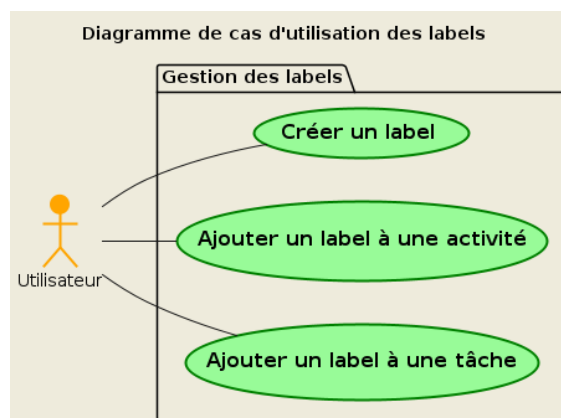 Diagramme de cas d'utilisation des labels
Gestion des labels
Créer un label
Ajouter un label à une activité
Utilisateur
Ajouter un label à une tâche